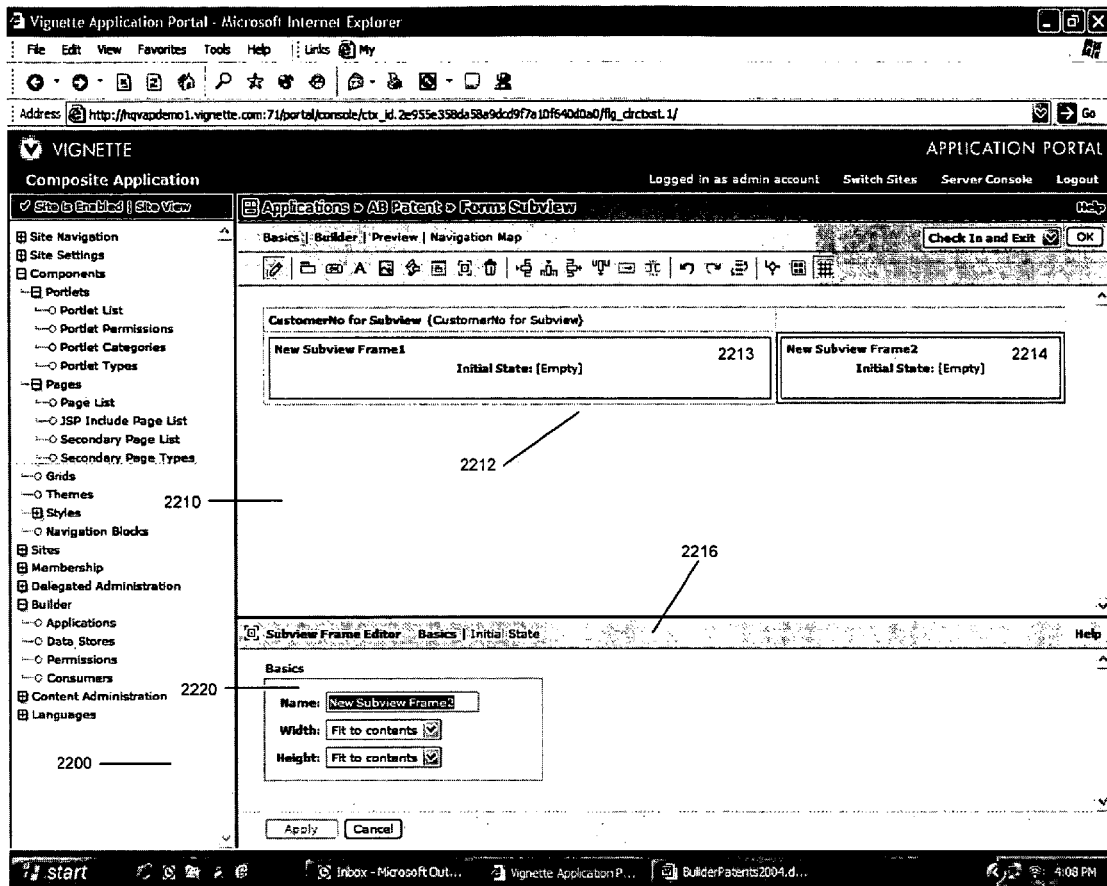 Vignette Application Portal - Microsoft Internet Explorer
File Edit View Favorites Tools Help Links My
Address http://hqvapdemo1.vignette.com:71/portal/console/ctx_id.2e955e358da58a9dcd9f7a10f640d0a0/flg_crctxst.1/ Go
VIGNETTE APPLICATION PORTAL
Composite Application Logged in as admin account Switch Sites Server Console Logout
Site is Enabled | Site View
Applications » AB Patent » Form: Subview Help
Basics | Builder | Preview | Navigation Map Check In and Exit OK
Site Navigation
Site Settings
Components
Portlets
Portlet List
Portlet Permissions
Portlet Categories
Portlet Types
Pages
Page List
JSP Include Page List
Secondary Page List
Secondary Page Types
Grids
Themes
Styles
Navigation Blocks
Sites
Membership
Delegated Administration
Builder
Applications
Data Stores
Permissions
Consumers
Content Administration
Languages
2200
CustomerNo for Subview {CustomerNo for Subview}
New Subview Frame1 2213
Initial State: [Empty]
New Subview Frame2 2214
Initial State: [Empty]
2212
2210
2216
Subview Frame Editor Basics | Initial State Help
Basics
2220
Name: New Subview Frame2
Width: Fit to contents
Height: Fit to contents
Apply Cancel
start Inbox - Microsoft Out... Vignette Application P... BuilderPatents2004.d... 4:08 PM